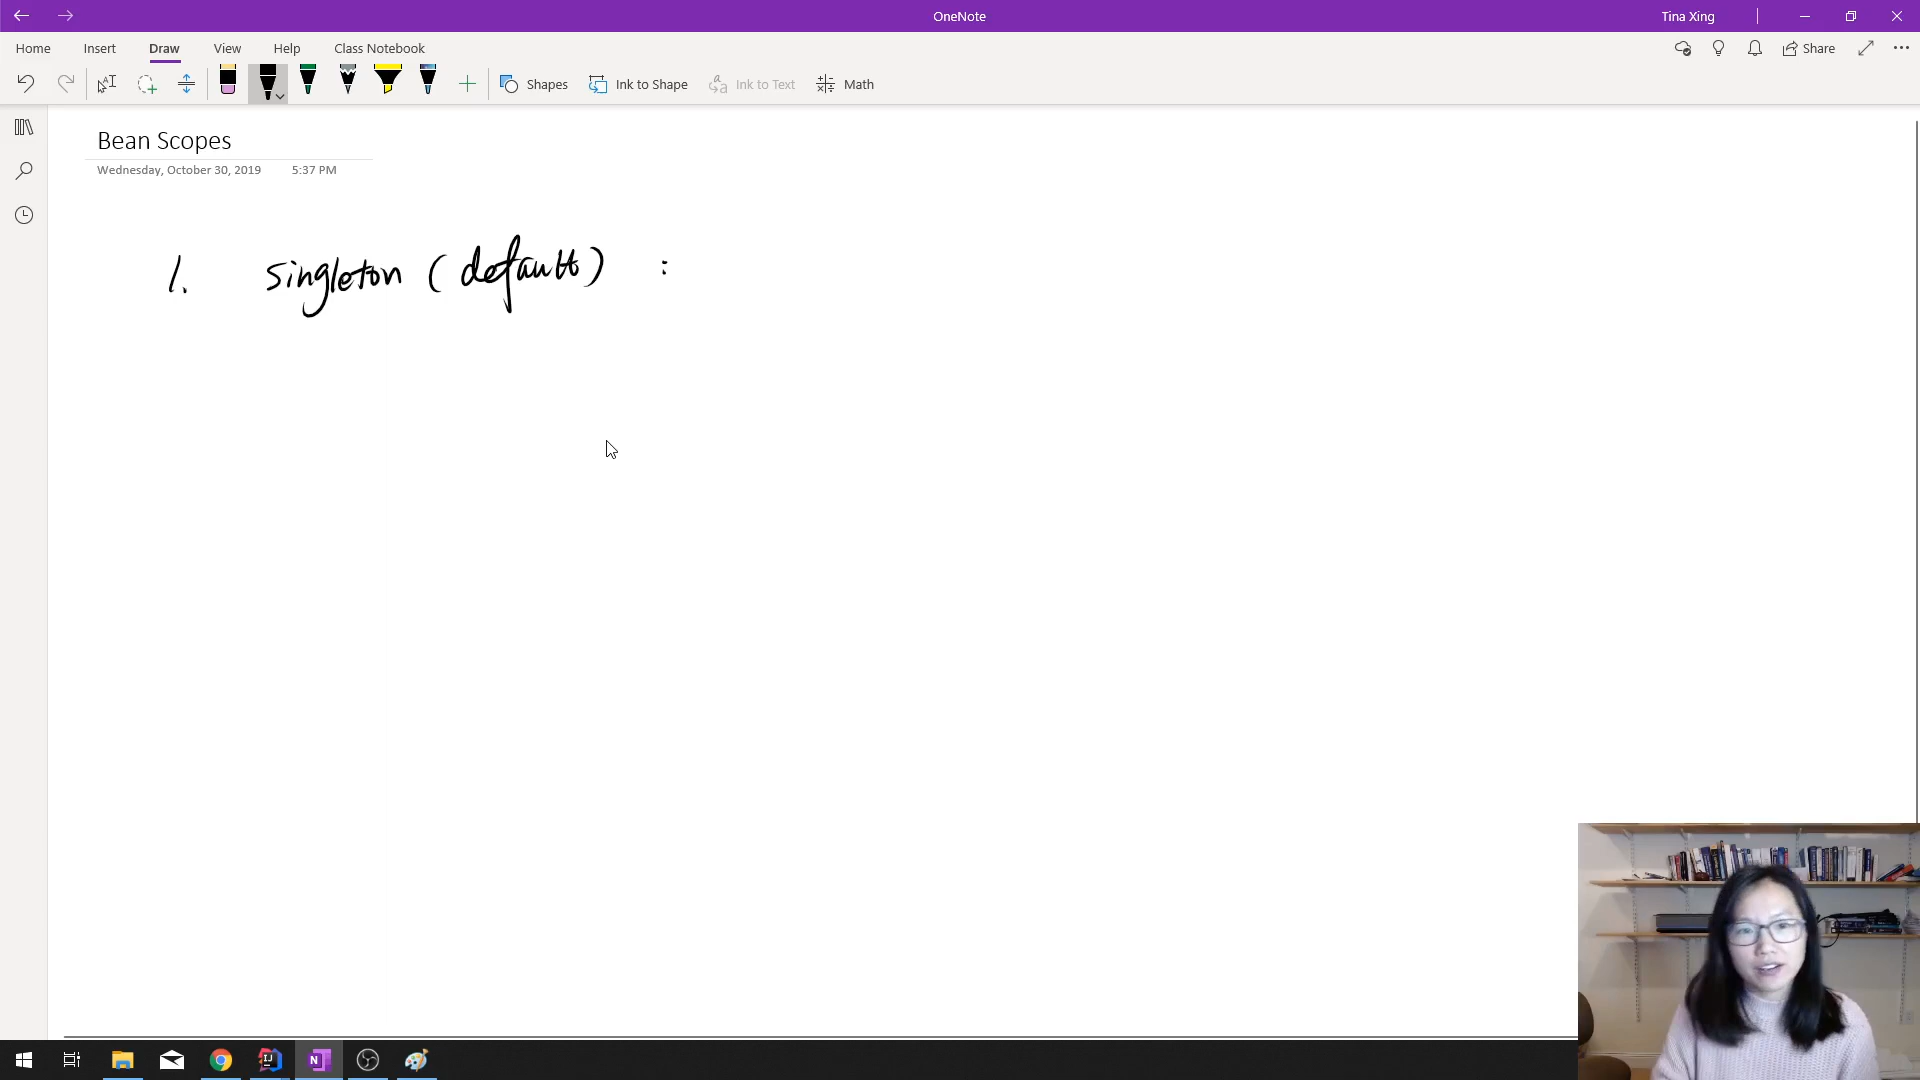 OneNote
Tina Xing
Home Insert Draw View Help Class Notebook
Share
Shapes Ink to Shape Ink to Text Math
Bean Scopes
Wednesday, October 30, 2019 5:37 PM
1. singleton (default) :